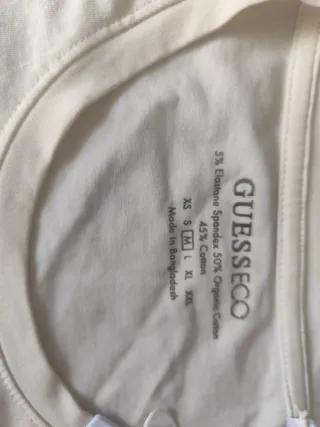 GUESSECO
5% Elastane Spandex 50% Organic Cotton
45% Cotton
XS S M L XL XXL
Made in Bangladesh